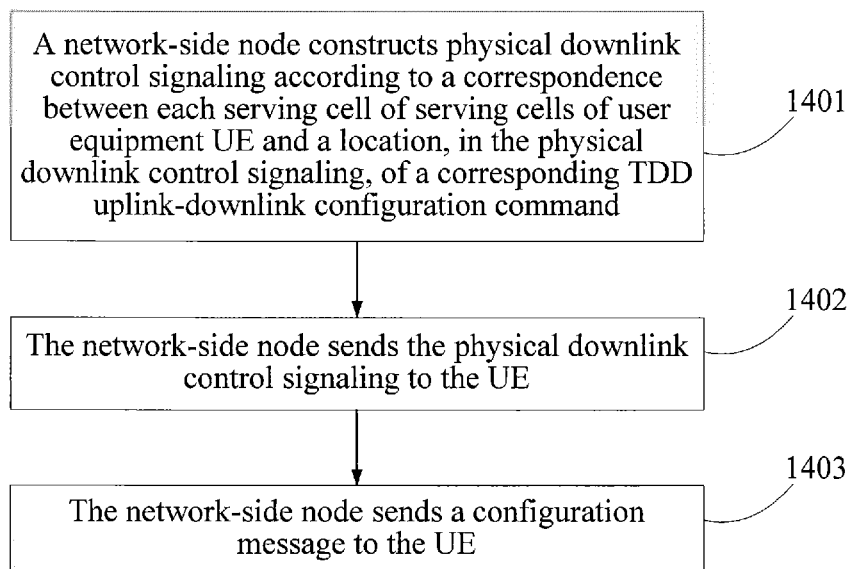 A network-side node constructs physical downlink
control signaling according to a correspondence
between each serving cell of serving cells of user
equipment UE and a location, in the physical
downlink control signaling, of a corresponding TDD
uplink-downlink configuration command
1401
The network-side node sends the physical downlink
control signaling to the UE
1402
The network-side node sends a configuration
message to the UE
1403